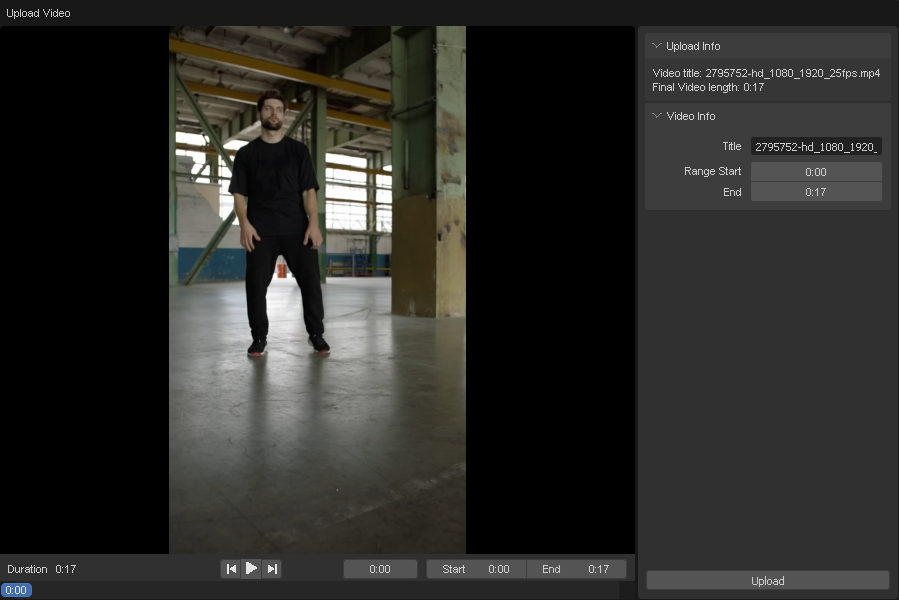 Upload Video
Upload Info
Video title: 2795752-hd_1080_1920_25fps.mp4
Final Video length: 0:17
Video Info
Title 2795752-hd_1080_1920_
Range Start 0:00
End 0:17
Duration 0:17 0:00 Start 0:00 End 0:17
Upload
0:00